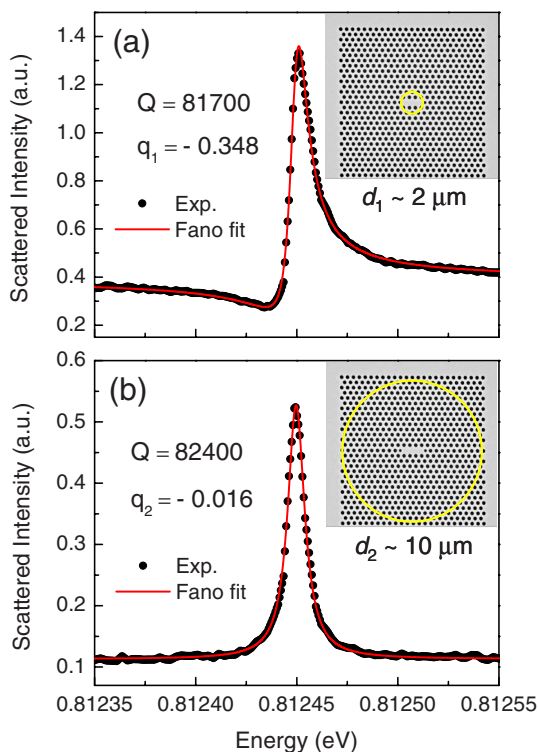 (a)
Q = 81700
q₁ = - 0.348
Exp.
Fano fit
d₁ ~ 2 µm
Scattered Intensity (a.u.)
1.4
1.2
1.0
0.8
0.6
0.4
0.2
(b)
Q = 82400
q₂ = - 0.016
Exp.
Fano fit
d₂ ~ 10 µm
Scattered Intensity (a.u.)
0.6
0.5
0.4
0.3
0.2
0.1
0.81235 0.81240 0.81245 0.81250 0.81255
Energy (eV)